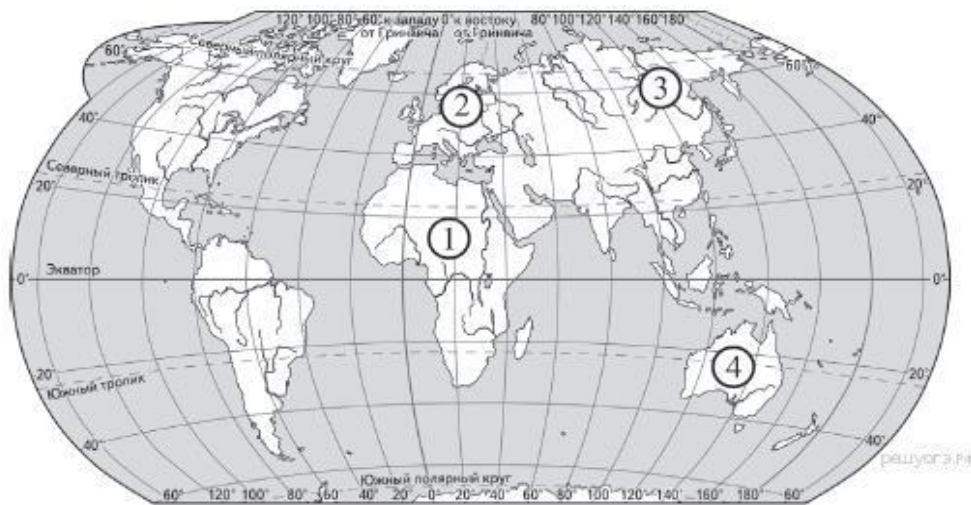 120° 100° 80° 60° к западу 0° к востоку 80° 100° 120° 140° 160° 180°
от Гринвича от Гринвича
Северный полярный круг
60° 60°
3
2
40° 40°
Северный тропик
20° 20°
1
Экватор
0° 0°
4
20° 20°
Южный тропик
40° 40°
решуогэ.рф
Южный полярный круг
60° 120° 100° 80° 60° 40° 20° 0° 20° 40° 60° 80° 100° 120° 140° 160° 180° 60°